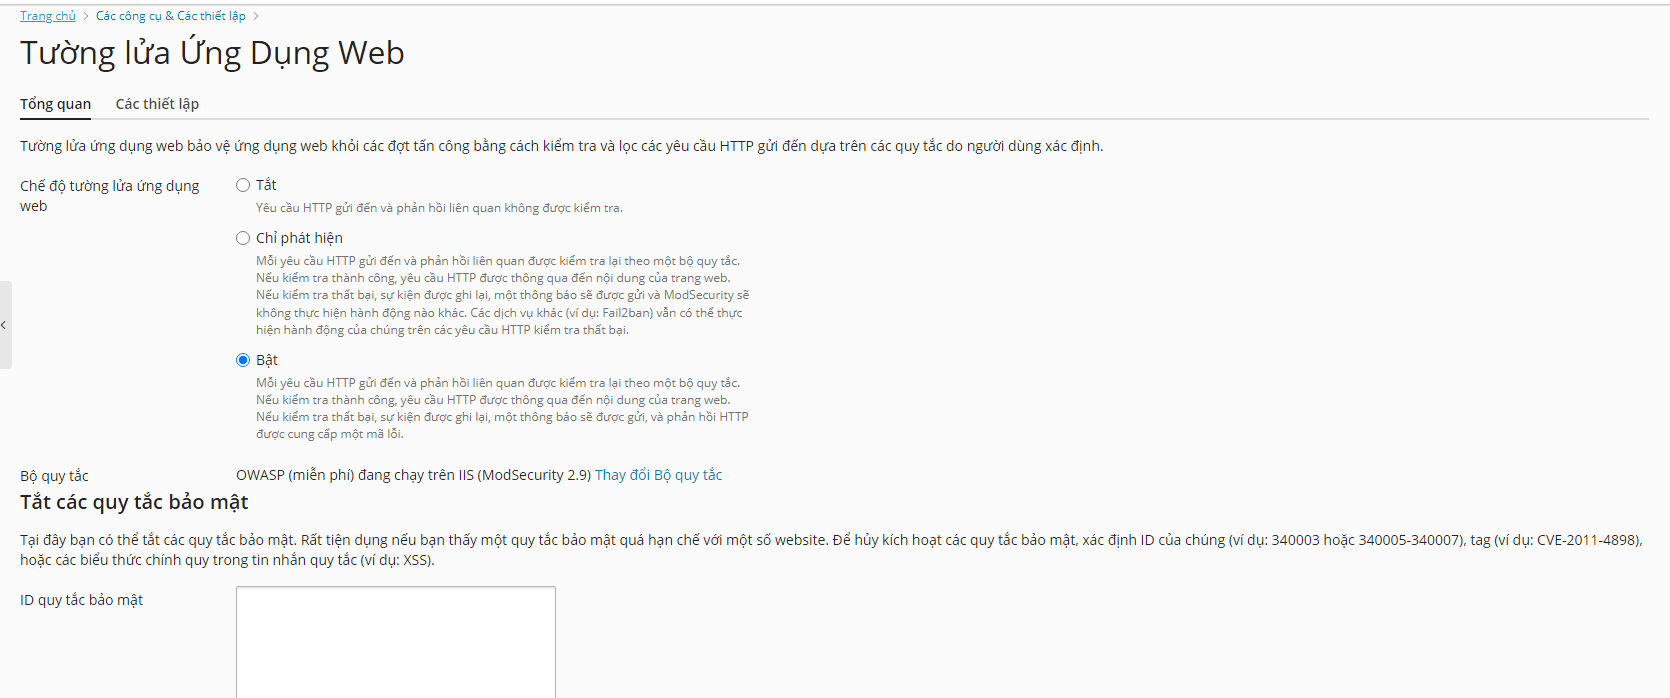 Trang chủ > Các công cụ & Các thiết lập >
Tường lửa Ứng Dụng Web
Tổng quan Các thiết lập
Tường lửa ứng dụng web bảo vệ ứng dụng web khỏi các đợt tấn công bằng cách kiểm tra và lọc các yêu cầu HTTP gửi đến dựa trên các quy tắc do người dùng xác định.
Chế độ tường lửa ứng dụng
web
Tắt
Yêu cầu HTTP gửi đến và phản hồi liên quan không được kiểm tra.
Chỉ phát hiện
Mỗi yêu cầu HTTP gửi đến và phản hồi liên quan được kiểm tra lại theo một bộ quy tắc.
Nếu kiểm tra thành công, yêu cầu HTTP được thông qua đến nội dung của trang web.
Nếu kiểm tra thất bại, sự kiện được ghi lại, một thông báo sẽ được gửi và ModSecurity sẽ
không thực hiện hành động nào khác. Các dịch vụ khác (ví dụ: Fail2ban) vẫn có thể thực
hiện hành động của chúng trên các yêu cầu HTTP kiểm tra thất bại.
Bật
Mỗi yêu cầu HTTP gửi đến và phản hồi liên quan được kiểm tra lại theo một bộ quy tắc.
Nếu kiểm tra thành công, yêu cầu HTTP được thông qua đến nội dung của trang web.
Nếu kiểm tra thất bại, sự kiện được ghi lại, một thông báo sẽ được gửi, và phản hồi HTTP
được cung cấp một mã lỗi.
Bộ quy tắc OWASP (miễn phí) đang chạy trên IIS (ModSecurity 2.9) Thay đổi Bộ quy tắc
Tắt các quy tắc bảo mật
Tại đây bạn có thể tắt các quy tắc bảo mật. Rất tiện dụng nếu bạn thấy một quy tắc bảo mật quá hạn chế với một số website. Để hủy kích hoạt các quy tắc bảo mật, xác định ID của chúng (ví dụ: 340003 hoặc 340005-340007), tag (ví dụ: CVE-2011-4898),
hoặc các biểu thức chính quy trong tin nhắn quy tắc (ví dụ: XSS).
ID quy tắc bảo mật